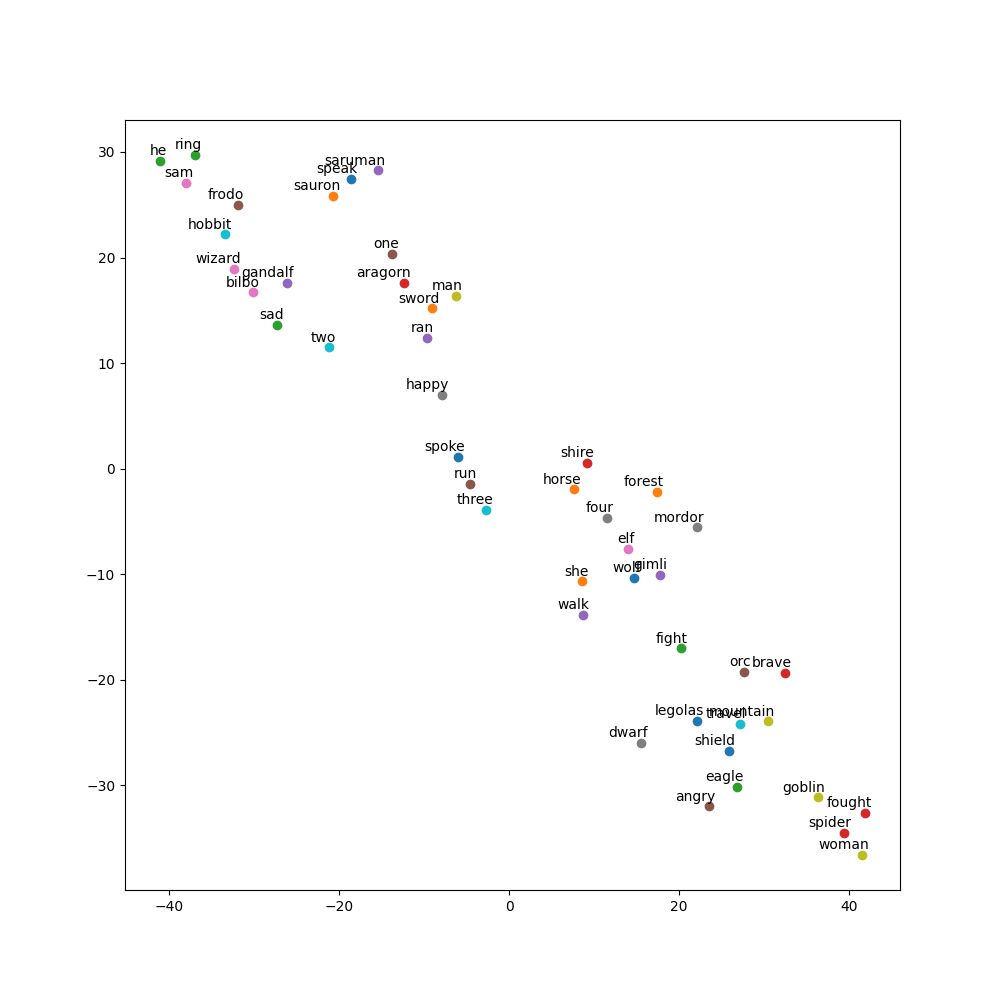 30
20
10
0
−10
−20
−30
−40
−20
0
20
40
he
ring
sam
frodo
hobbit
wizard
gandalf
bilbo
sad
two
saruman
speak
sauron
one
aragorn
man
sword
ran
happy
spoke
run
three
shire
horse
forest
four
mordor
elf
wolf
gimli
she
walk
fight
orc
brave
legolas
travel
mountain
dwarf
shield
eagle
angry
goblin
fought
spider
woman